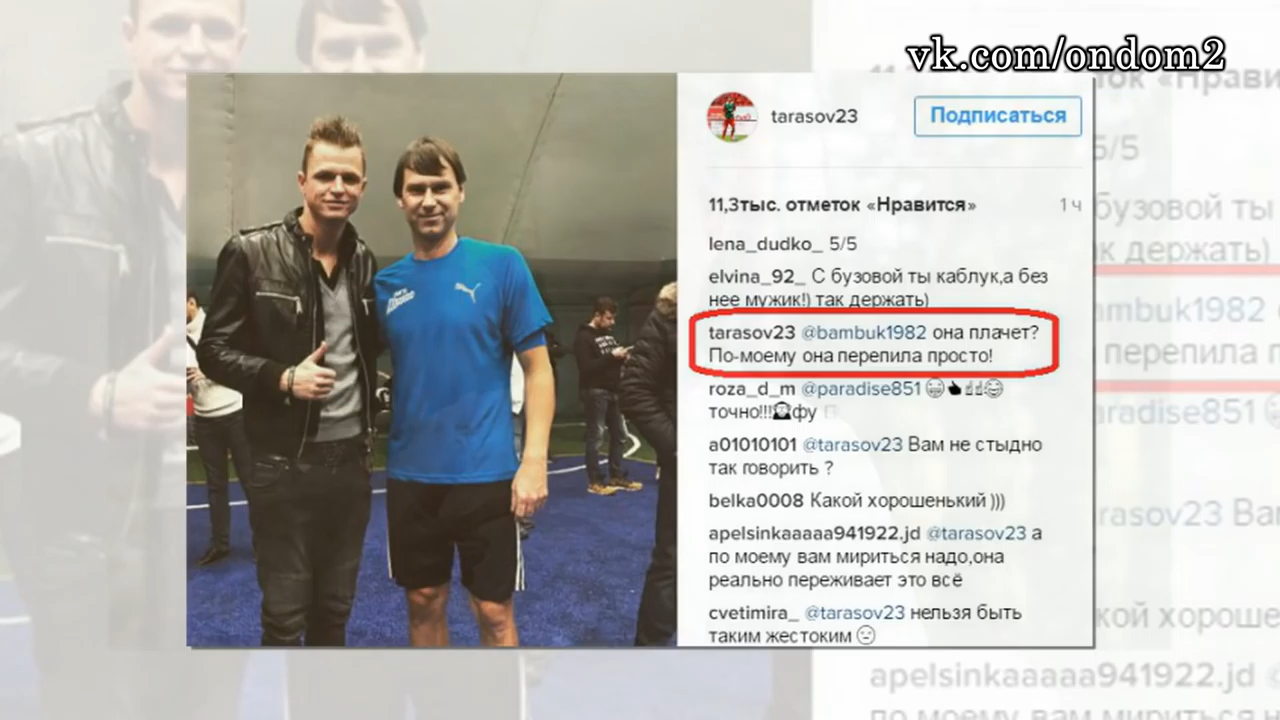 vk.com/ondom2
tarasov23
Подписаться
11,3тыс. отметок «Нравится»
1 ч
lena_dudko_ 5/5
elvina_92_ С бузовой ты каблук,а без
нее мужик!) так держать)
tarasov23 @bambuk1982 она плачет?
По-моему она перепила просто!
roza_d_m @paradise851
точно!!! фу
a01010101 @tarasov23 Вам не стыдно
так говорить ?
belka0008 Какой хорошенький )))
apelsinkaaaaa941922.jd @tarasov23 а
по моему вам мириться надо,она
реально переживает это всё
cvetimira_ @tarasov23 нельзя быть
таким жестоким